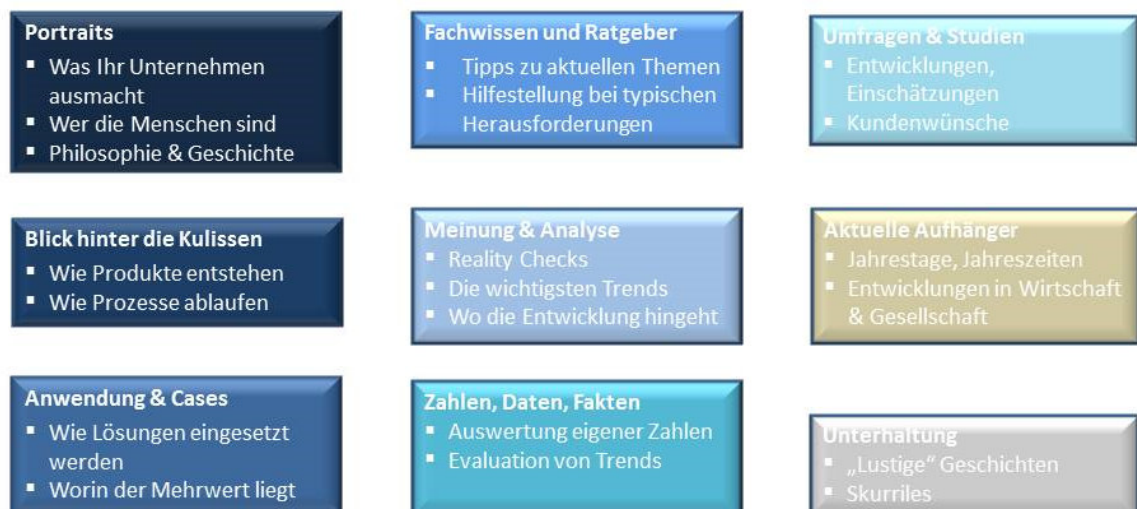 Portraits
▪ Was Ihr Unternehmen
ausmacht
▪ Wer die Menschen sind
▪ Philosophie & Geschichte
Blick hinter die Kulissen
▪ Wie Produkte entstehen
▪ Wie Prozesse ablaufen
Anwendung & Cases
▪ Wie Lösungen eingesetzt
werden
▪ Worin der Mehrwert liegt
Fachwissen und Ratgeber
▪ Tipps zu aktuellen Themen
▪ Hilfestellung bei typischen
Herausforderungen
Meinung & Analyse
▪ Reality Checks
▪ Die wichtigsten Trends
▪ Wo die Entwicklung hingeht
Zahlen, Daten, Fakten
▪ Auswertung eigener Zahlen
▪ Evaluation von Trends
Umfragen & Studien
▪ Entwicklungen,
Einschätzungen
▪ Kundenwünsche
Aktuelle Aufhänger
▪ Jahrestage, Jahreszeiten
▪ Entwicklungen in Wirtschaft
& Gesellschaft
Unterhaltung
▪ „Lustige“ Geschichten
▪ Skurriles